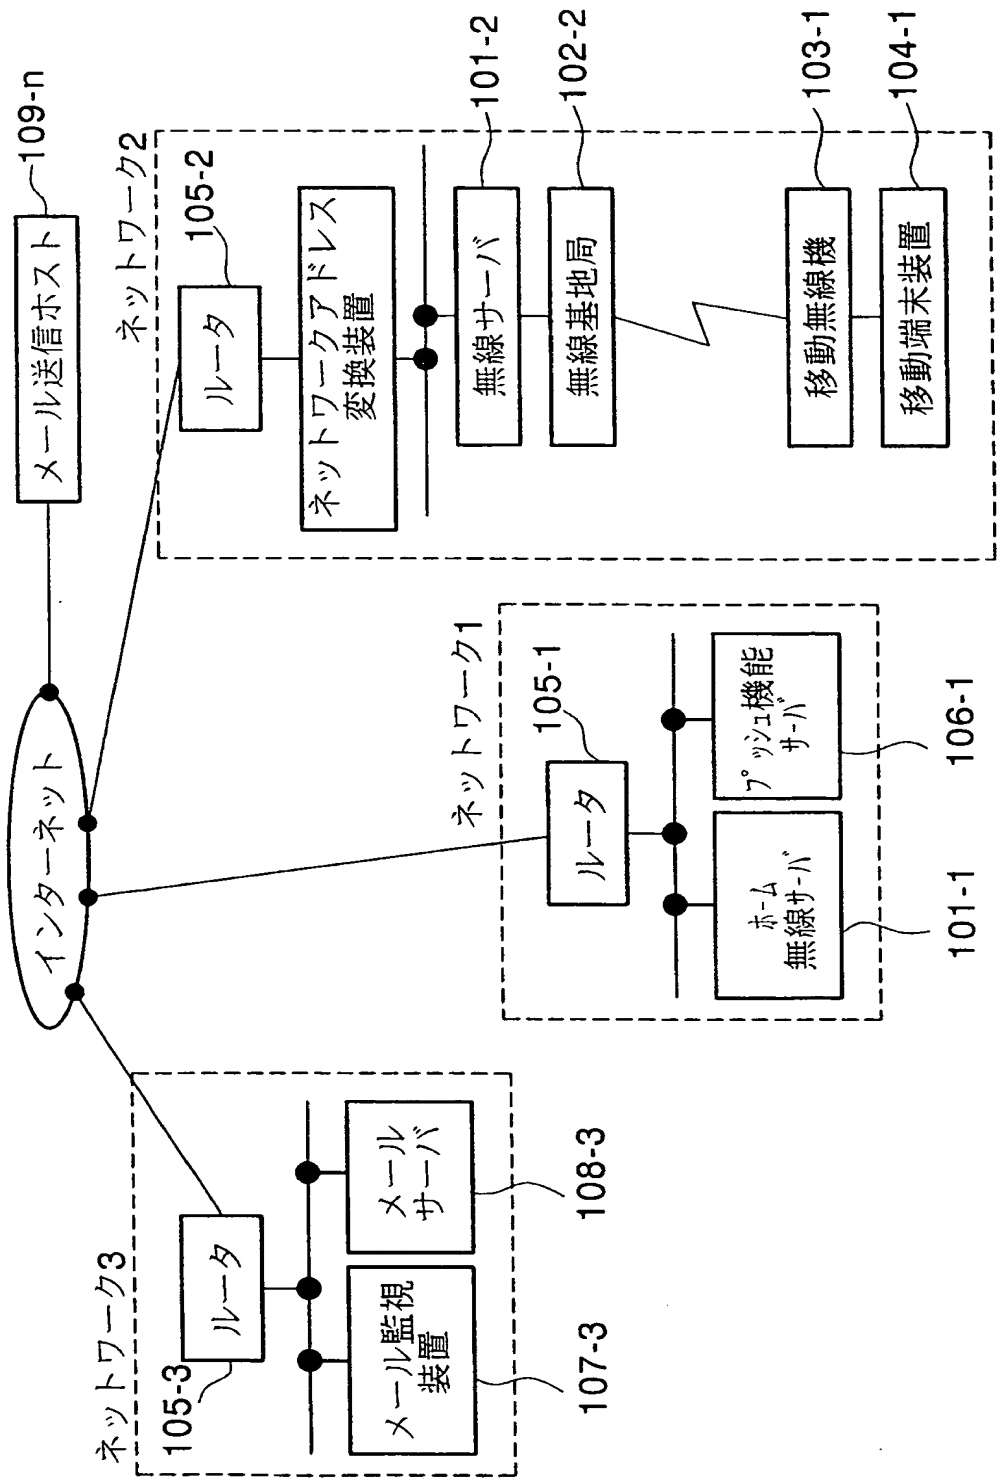 インターネット
メール送信ホスト
109-n
ネットワーク3
105-3
ルータ
メール監視
装置
メール
サーバ
107-3
108-3
ネットワーク1
105-1
ルータ
ホーム
無線サーバ
プッシュ機能
サーバ
101-1
106-1
ネットワーク2
ルータ
105-2
ネットワークアドレス
変換装置
無線サーバ
101-2
無線基地局
102-2
移動無線機
103-1
移動端末装置
104-1